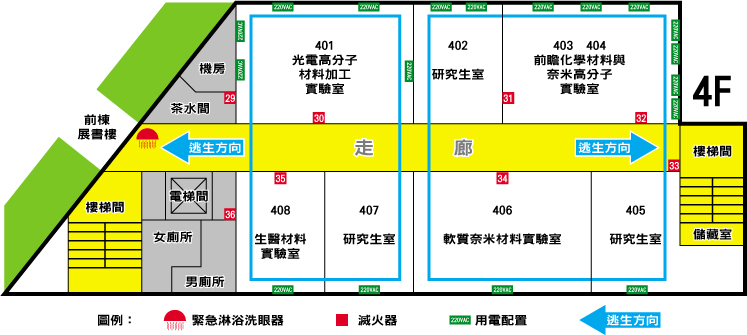 220VAC
220VAC
220VAC
220VAC
220VAC
220VAC
220VAC
220VAC
220VAC
220VAC
220VAC
220VAC
220VAC
220VAC
401
光電高分子
材料加工
實驗室
402
研究生室
403 404
前瞻化學材料與
奈米高分子
實驗室
4F
機房
29
茶水間
30
31
32
前棟
展書樓
逃生方向
走 廊
逃生方向
樓梯間
33
電梯間
35
34
樓梯間
36
408
生醫材料
實驗室
407
研究生室
406
軟質奈米材料實驗室
405
研究生室
儲藏室
女廁所
男廁所
220VAC
220VAC
220VAC
220VAC
圖例：
緊急淋浴洗眼器
滅火器
220VAC
用電配置
逃生方向